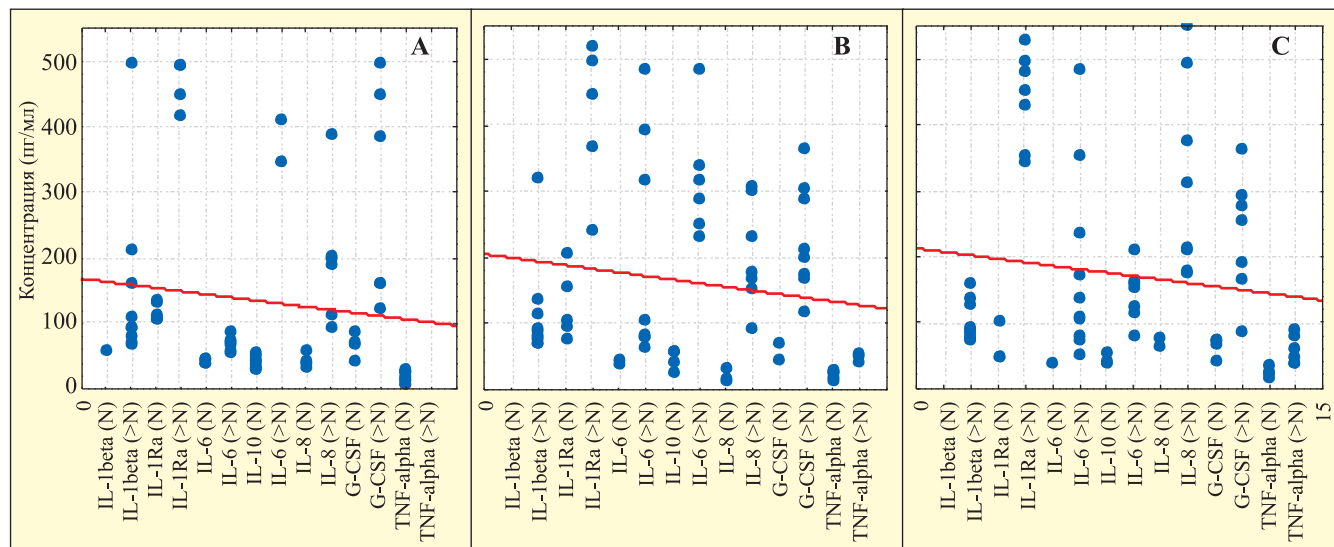 A
B
C
Концентрация (пг/мл)
500
400
300
200
100
0
0
IL-1beta (N)
IL-1beta (>N)
IL-1Ra (N)
IL-1Ra (>N)
IL-6 (N)
IL-6 (>N)
IL-10 (N)
IL-6 (>N)
IL-8 (N)
IL-8 (>N)
G-CSF (N)
G-CSF (>N)
TNF-alpha (N)
TNF-alpha (>N)
0
IL-1beta (N)
IL-1beta (>N)
IL-1Ra (N)
IL-1Ra (>N)
IL-6 (N)
IL-6 (>N)
IL-10 (N)
IL-6 (>N)
IL-8 (N)
IL-8 (>N)
G-CSF (N)
G-CSF (>N)
TNF-alpha (N)
TNF-alpha (>N)
0
IL-1beta (N)
IL-1beta (>N)
IL-1Ra (N)
IL-1Ra (>N)
IL-6 (N)
IL-6 (>N)
IL-10 (N)
IL-6 (>N)
IL-8 (N)
IL-8 (>N)
G-CSF (N)
G-CSF (>N)
TNF-alpha (N)
TNF-alpha (>N)
15